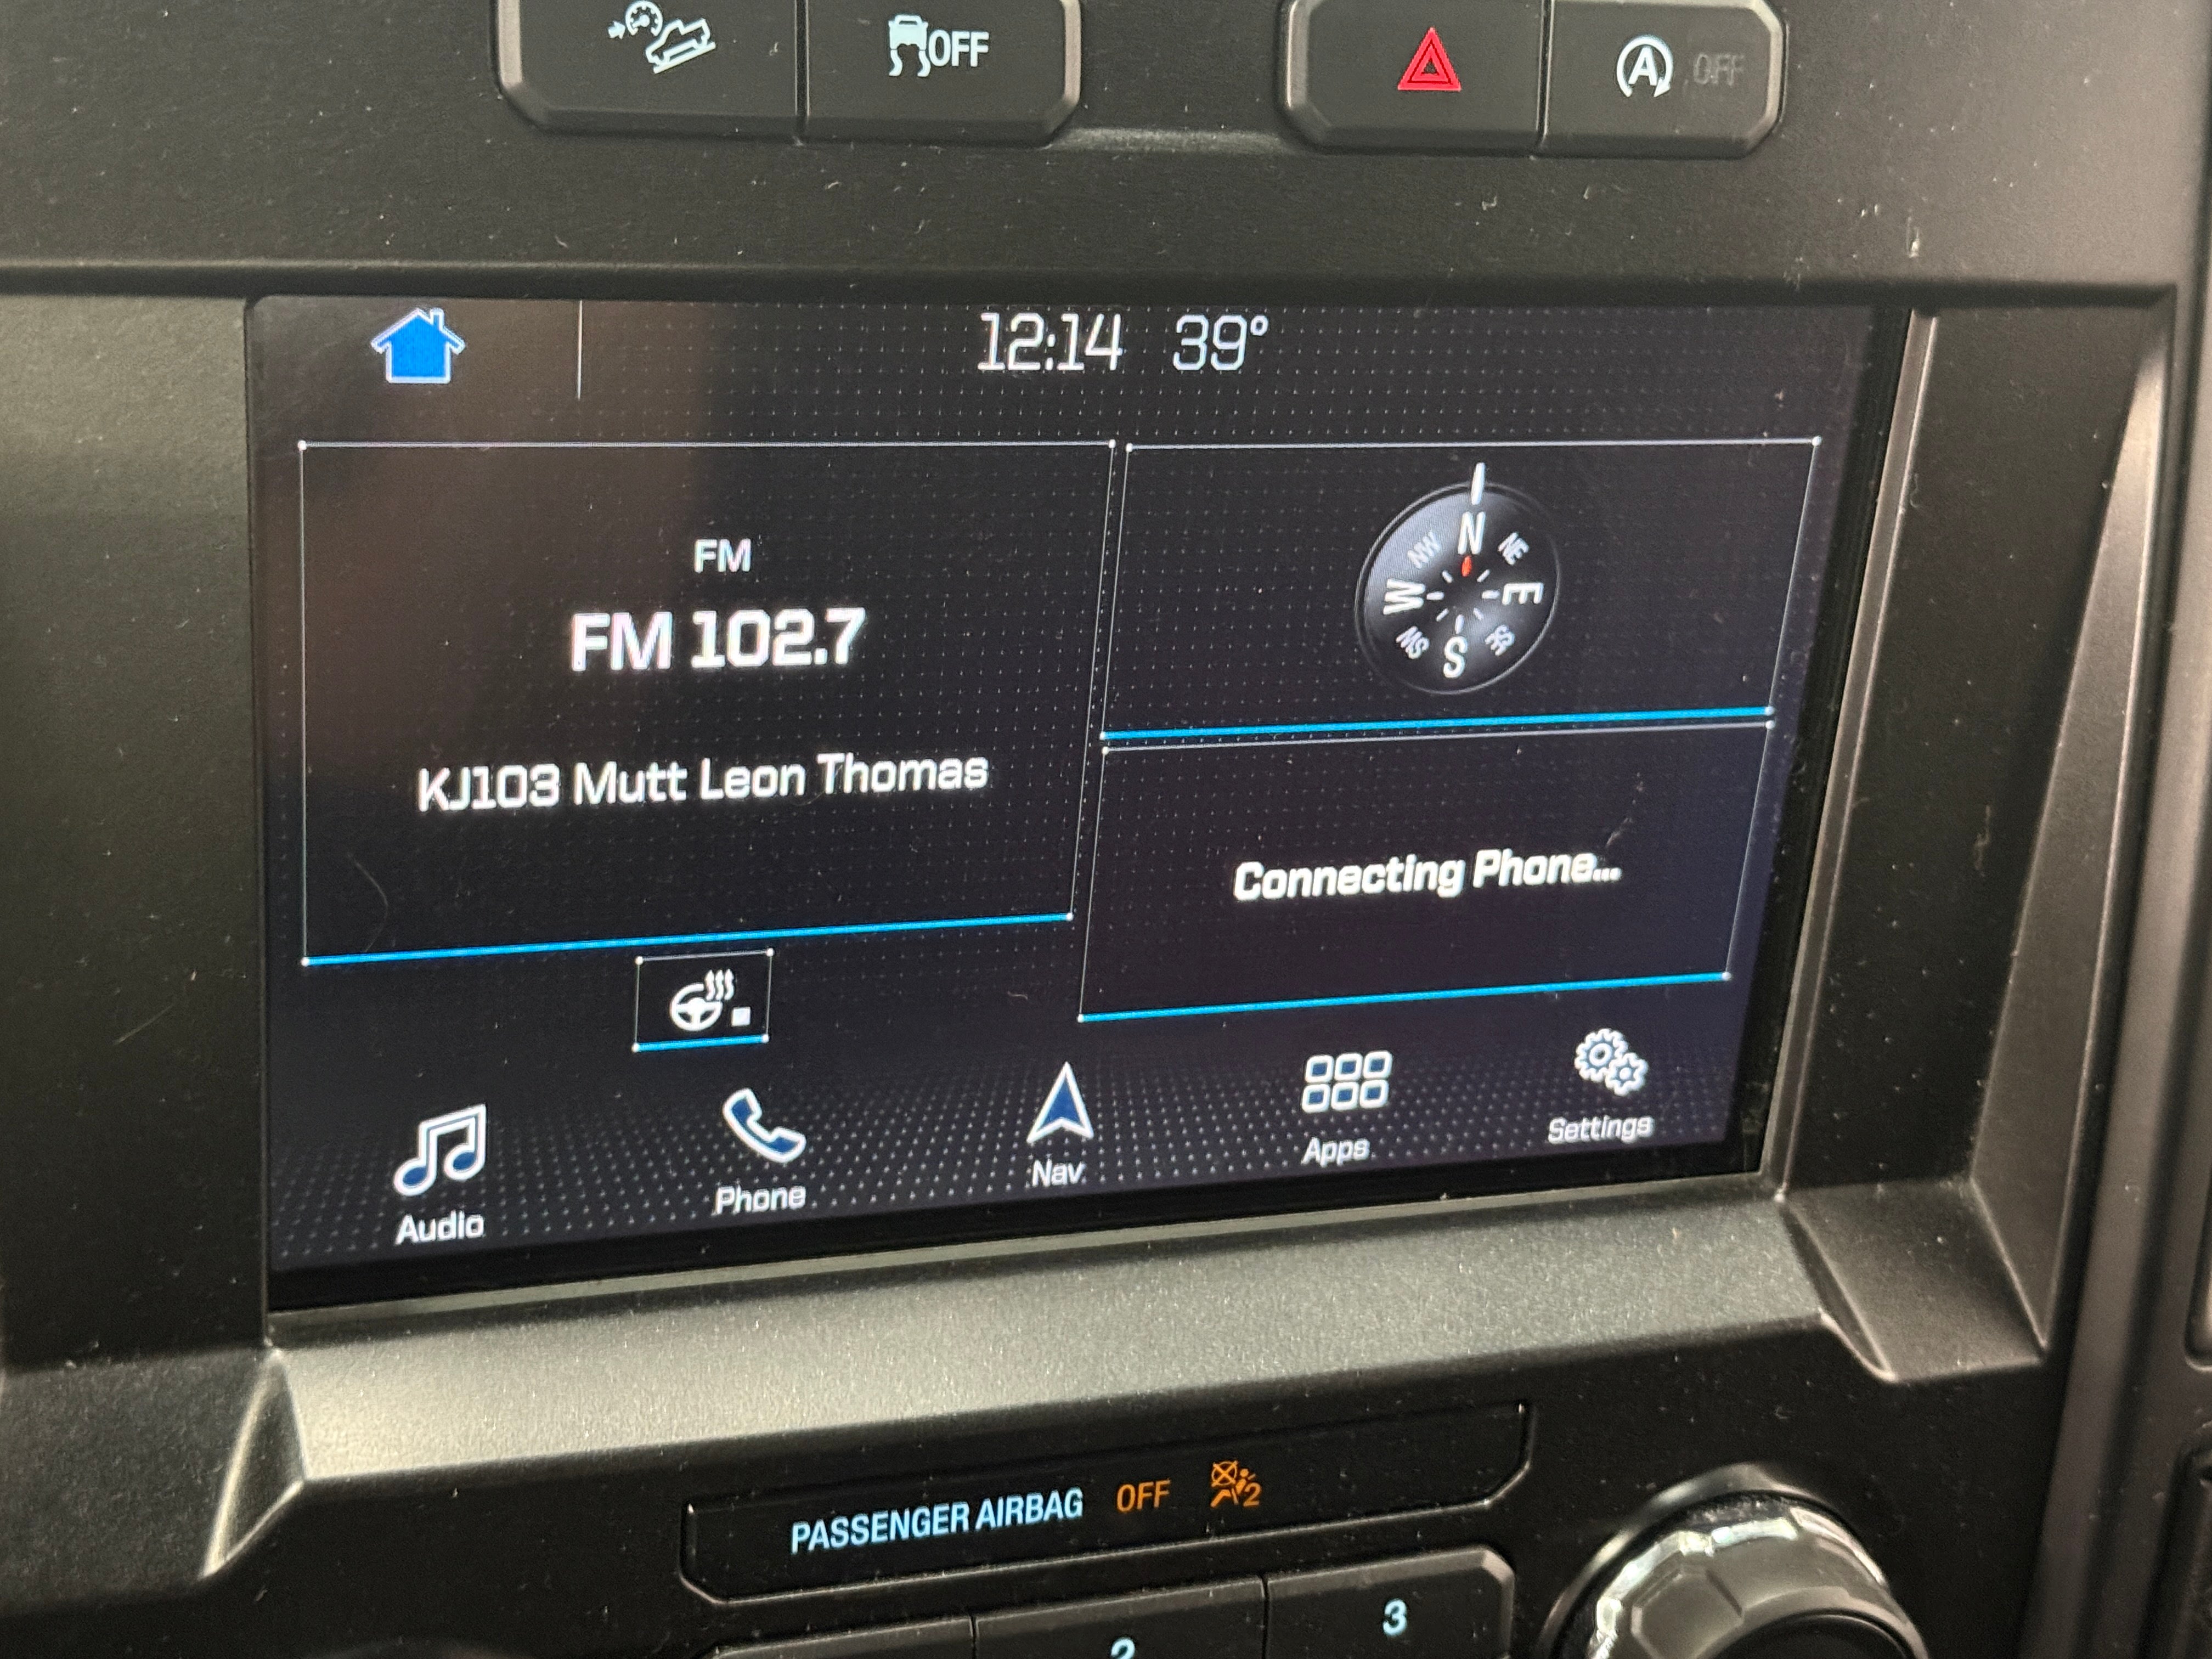 OFF
A OFF
12:14 39°
FM
FM 102.7
KJ103 Mutt Leon Thomas
N
NW NE
W E
SW SE
S
Connecting Phone...
Audio
Phone
Nav
Apps
Settings
PASSENGER AIRBAG OFF 2
2
3